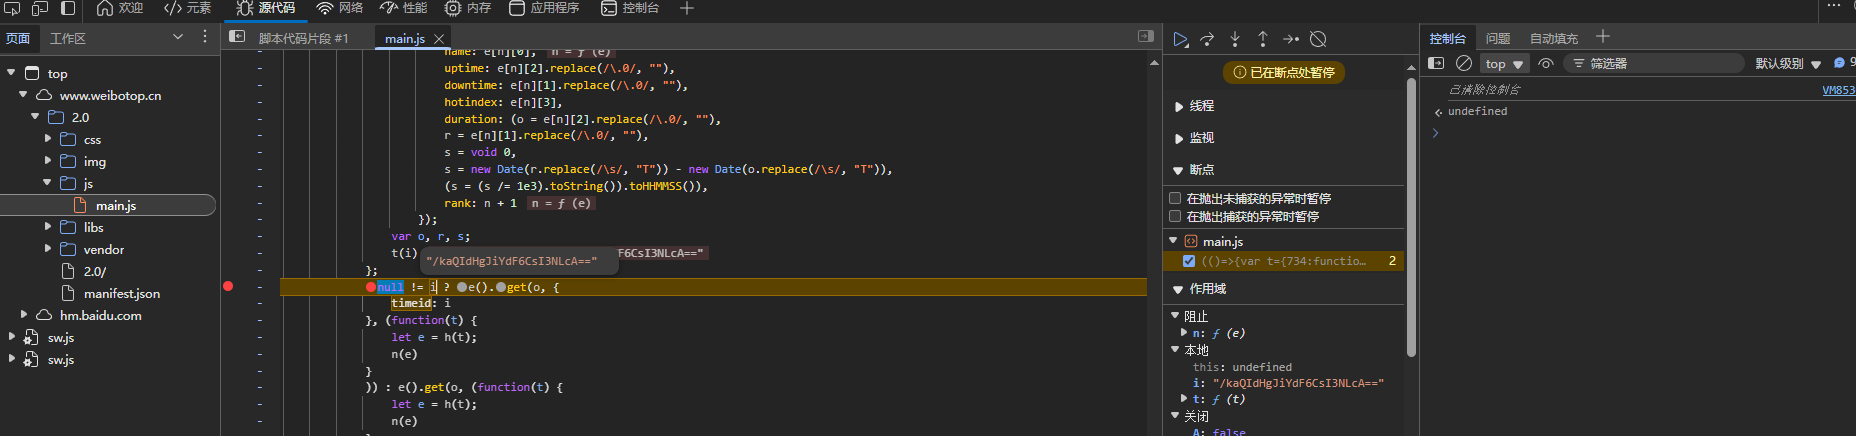 欢迎 元素 源代码 网络 性能 内存 应用程序 控制台
页面 工作区
脚本代码片段 #1 main.js
top
www.weibotop.cn
2.0
css
img
js
main.js
libs
vendor
2.0/
manifest.json
hm.baidu.com
sw.js
sw.js
name: e[n][0], n = ƒ (e)
uptime: e[n][2].replace(/\.0/, ""),
downtime: e[n][1].replace(/\.0/, ""),
hotindex: e[n][3],
duration: (o = e[n][2].replace(/\.0/, ""),
r = e[n][1].replace(/\.0/, ""),
s = void 0,
s = new Date(r.replace(/\s/, "T")) - new Date(o.replace(/\s/, "T")),
(s = (s /= 1e3).toString()).toHHMMSS()),
rank: n + 1 n = ƒ (e)
});
var o, r, s;
t(i) F6CsI3NLcA=="
"/kaQIdHgJiYdF6CsI3NLcA=="
};
null != i ? e().get(o, {
timeid: i
}, (function(t) {
let e = h(t);
n(e)
}
)) : e().get(o, (function(t) {
let e = h(t);
n(e)
已在断点处暂停
线程
监视
断点
在抛出未捕获的异常时暂停
在抛出捕获的异常时暂停
main.js
(()=>{var t={734:functio… 2
作用域
阻止
n: ƒ (e)
本地
this: undefined
i: "/kaQIdHgJiYdF6CsI3NLcA=="
t: ƒ (t)
关闭
A: false
控制台 问题 自动填充
top 筛选器 默认级别 9
已清除控制台 VM853
undefined